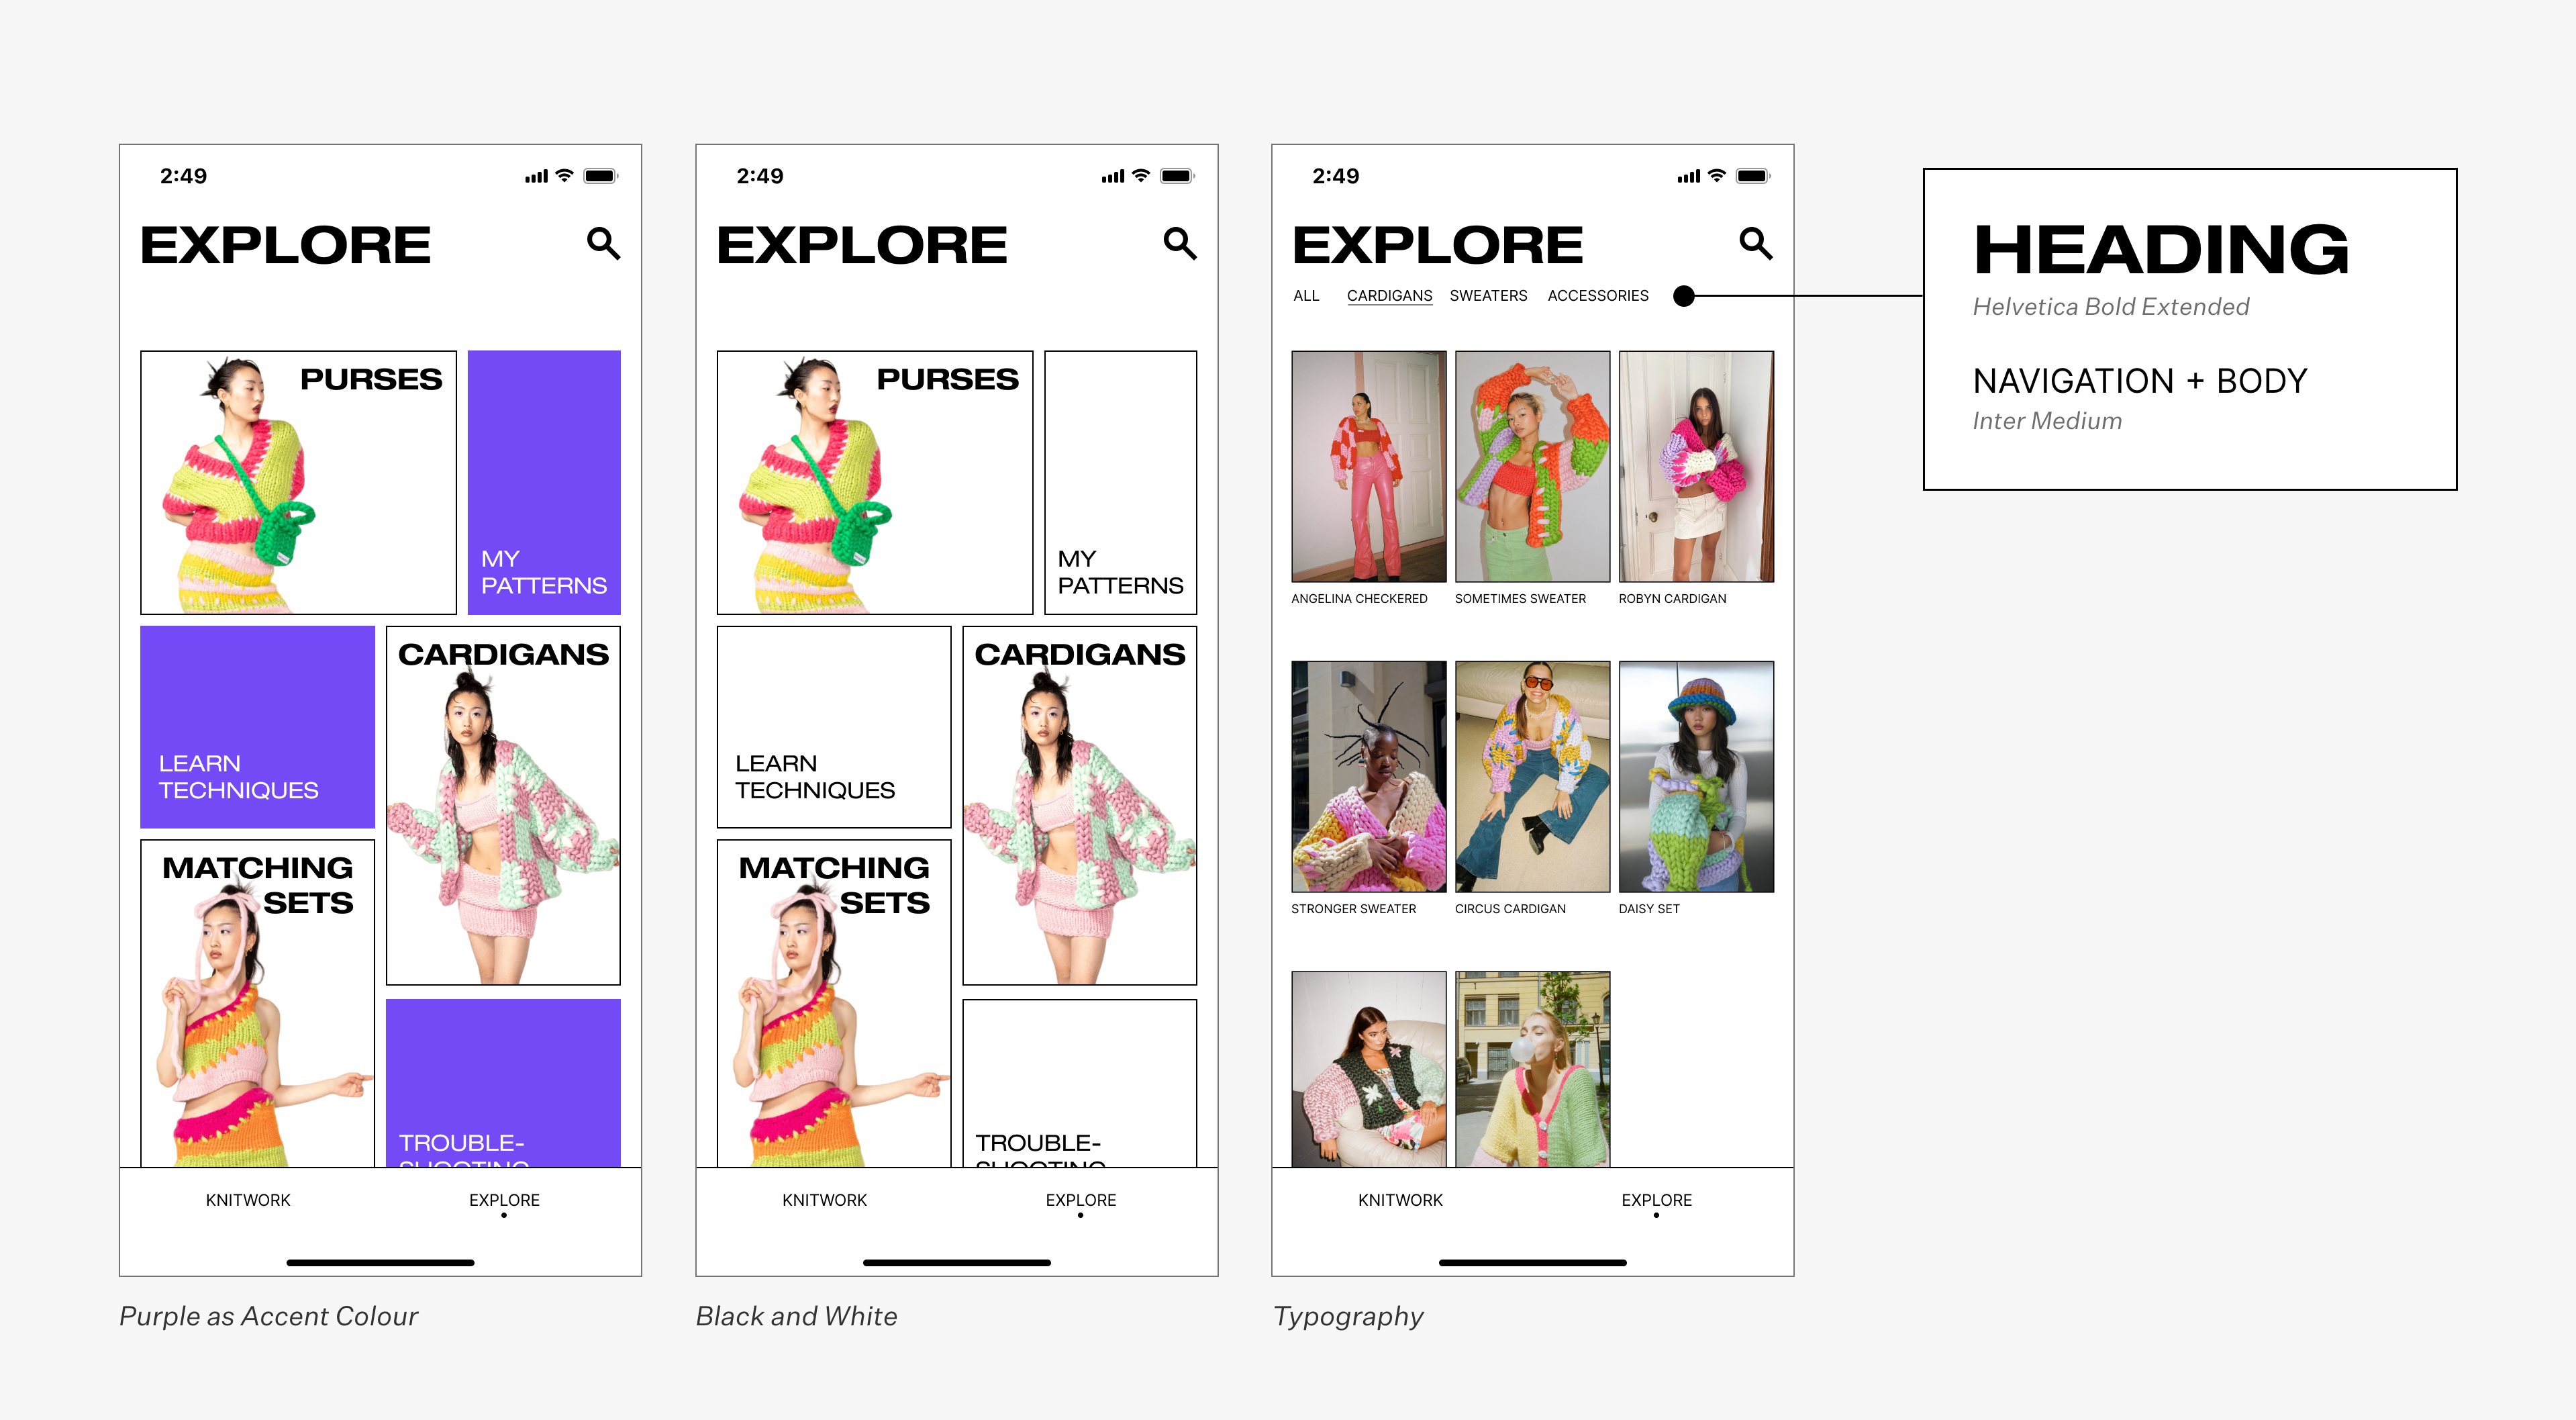 2:49
EXPLORE
PURSES
MY
PATTERNS
LEARN
TECHNIQUES
CARDIGANS
MATCHING
SETS
TROUBLE-
SHOOTING
KNITWORK
EXPLORE
Purple as Accent Colour
2:49
EXPLORE
PURSES
MY
PATTERNS
LEARN
TECHNIQUES
CARDIGANS
MATCHING
SETS
TROUBLE-
SHOOTING
KNITWORK
EXPLORE
Black and White
2:49
EXPLORE
ALL CARDIGANS SWEATERS ACCESSORIES
ANGELINA CHECKERED
SOMETIMES SWEATER
ROBYN CARDIGAN
STRONGER SWEATER
CIRCUS CARDIGAN
DAISY SET
KNITWORK
EXPLORE
Typography
HEADING
Helvetica Bold Extended
NAVIGATION + BODY
Inter Medium